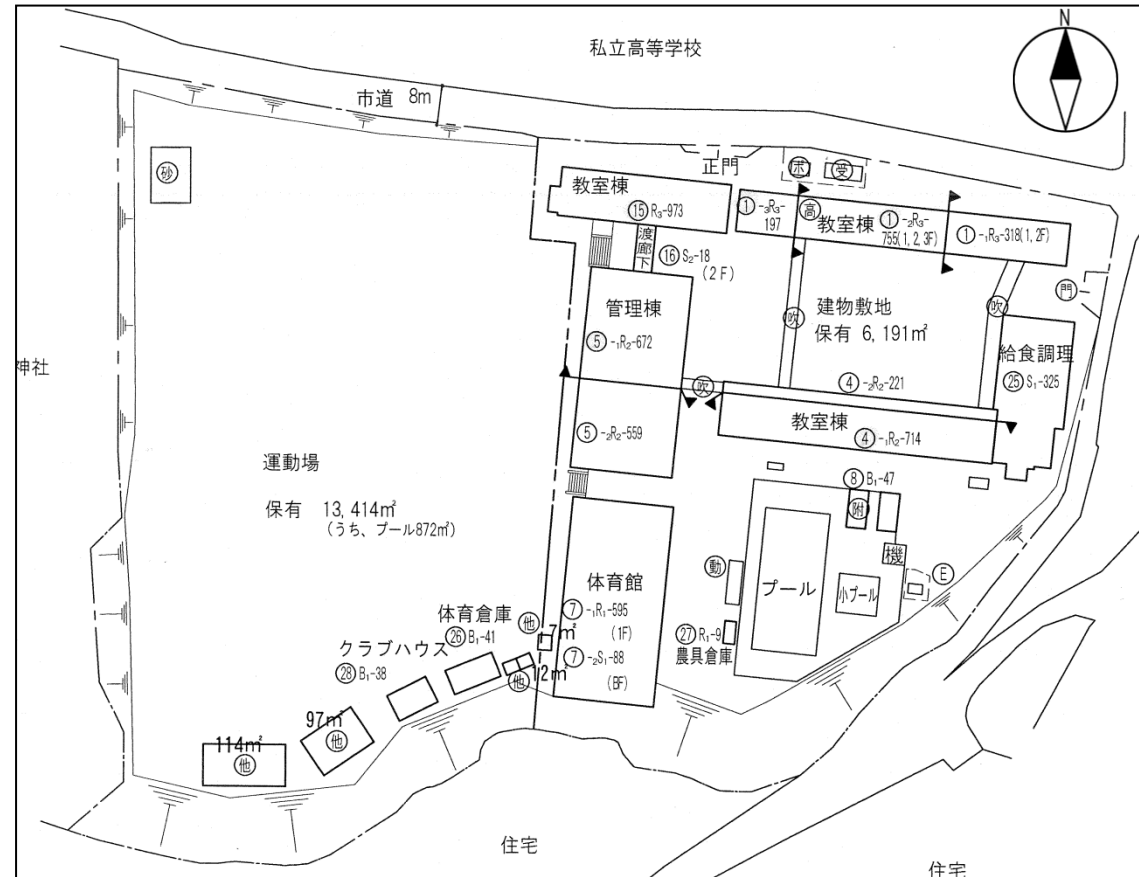 N
私立高等学校
市道 8m
正門
ポ
受
砂
教室棟
⑮ R₃-973
① -₃R₃-
197
高
教室棟
① -₂R₃-
755(1, 2, 3F)
① -₁R₃-318(1, 2F)
渡廊下
⑯ S₂-18
(2F)
門
管理棟
⑤ -₁R₂-672
吹
建物敷地
保有 6,191㎡
吹
給食調理
㉕ S₁-325
神社
吹
④ -₂R₂-221
教室棟
④ -₁R₂-714
⑤ -₂R₂-559
運動場
保有 13,414㎡
(うち、プール872㎡)
⑧ B₁-47
附
機
E
動
プール
小プール
体育館
⑦ -₁R₁-595
(1F)
⑦ -₂S₁-88
(BF)
㉗ R₁-9
農具倉庫
体育倉庫
㉖ B₁-41
他
7㎡
クラブハウス
㉘ B₁-38
他
12㎡
97㎡
他
114㎡
他
住宅
住宅